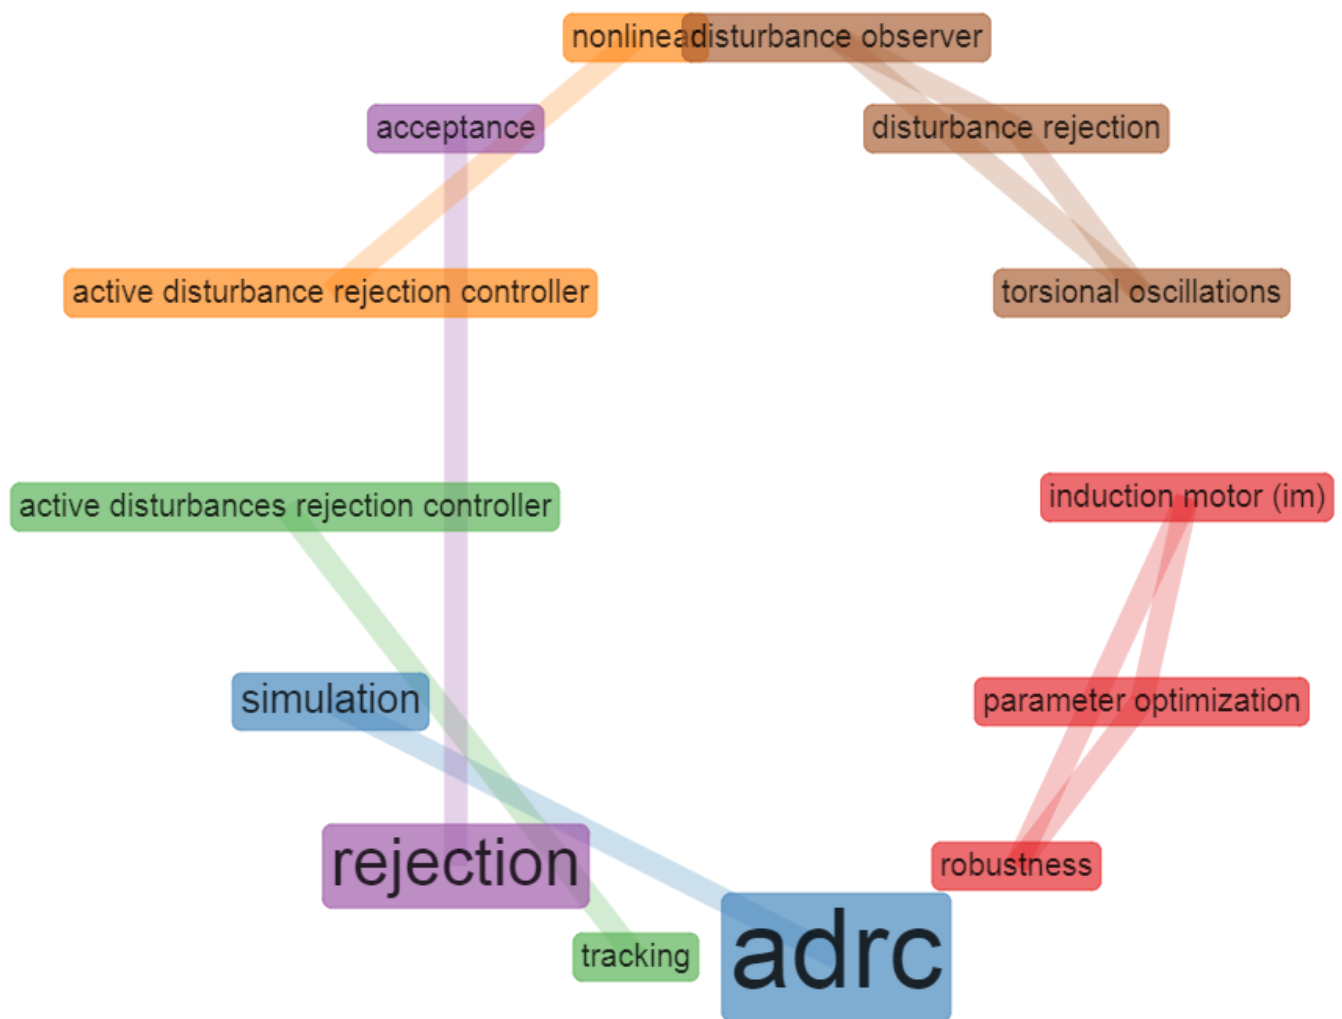 nonlinea
disturbance observer
acceptance
disturbance rejection
active disturbance rejection controller
torsional oscillations
active disturbances rejection controller
induction motor (im)
simulation
parameter optimization
rejection
robustness
tracking
adrc